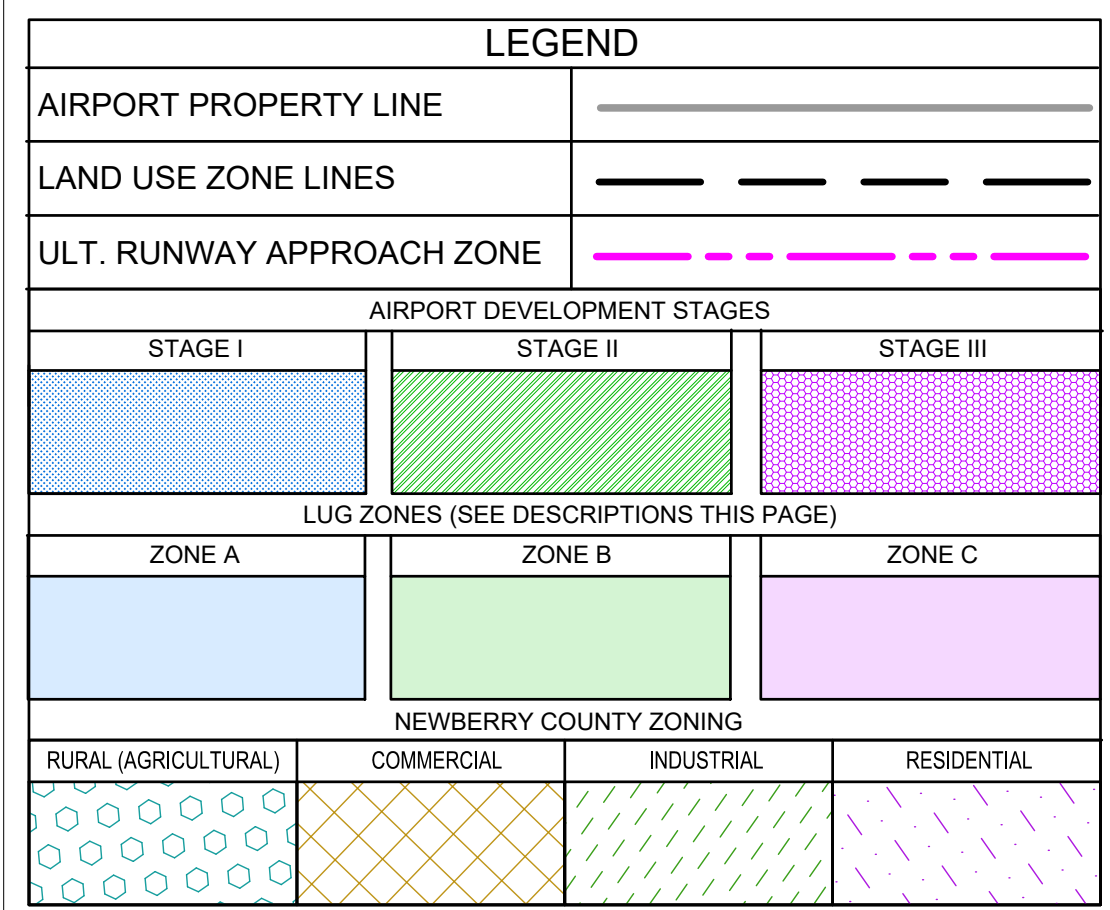 LEGEND
AIRPORT PROPERTY LINE
LAND USE ZONE LINES
ULT. RUNWAY APPROACH ZONE
AIRPORT DEVELOPMENT STAGES
STAGE I
STAGE II
STAGE III
LUG ZONES (SEE DESCRIPTIONS THIS PAGE)
ZONE A
ZONE B
ZONE C
NEWBERRY COUNTY ZONING
RURAL (AGRICULTURAL)
COMMERCIAL
INDUSTRIAL
RESIDENTIAL